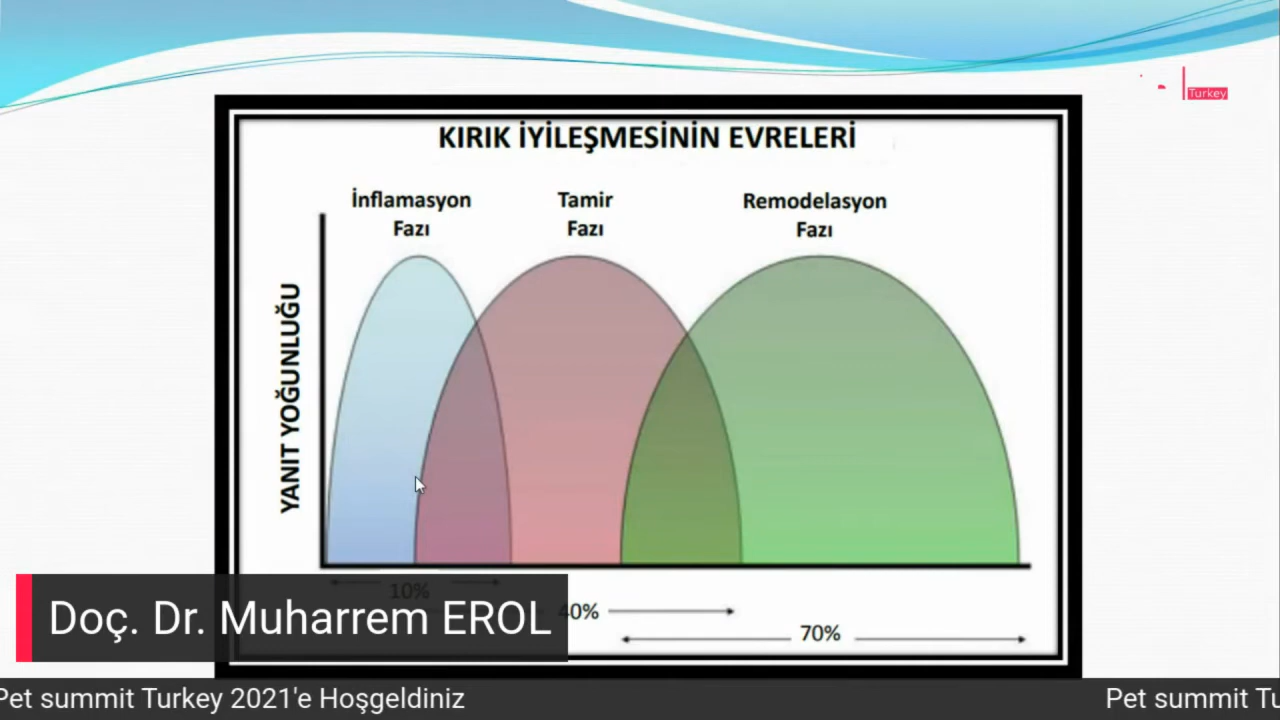 Turkey
KIRIK İYİLEŞMESİNİN EVRELERİ
İnflamasyon
Fazı
Tamir
Fazı
Remodelasyon
Fazı
YANIT YOĞUNLUĞU
10%
40%
70%
Doç. Dr. Muharrem EROL
Pet summit Turkey 2021'e Hoşgeldiniz
Pet summit Tu